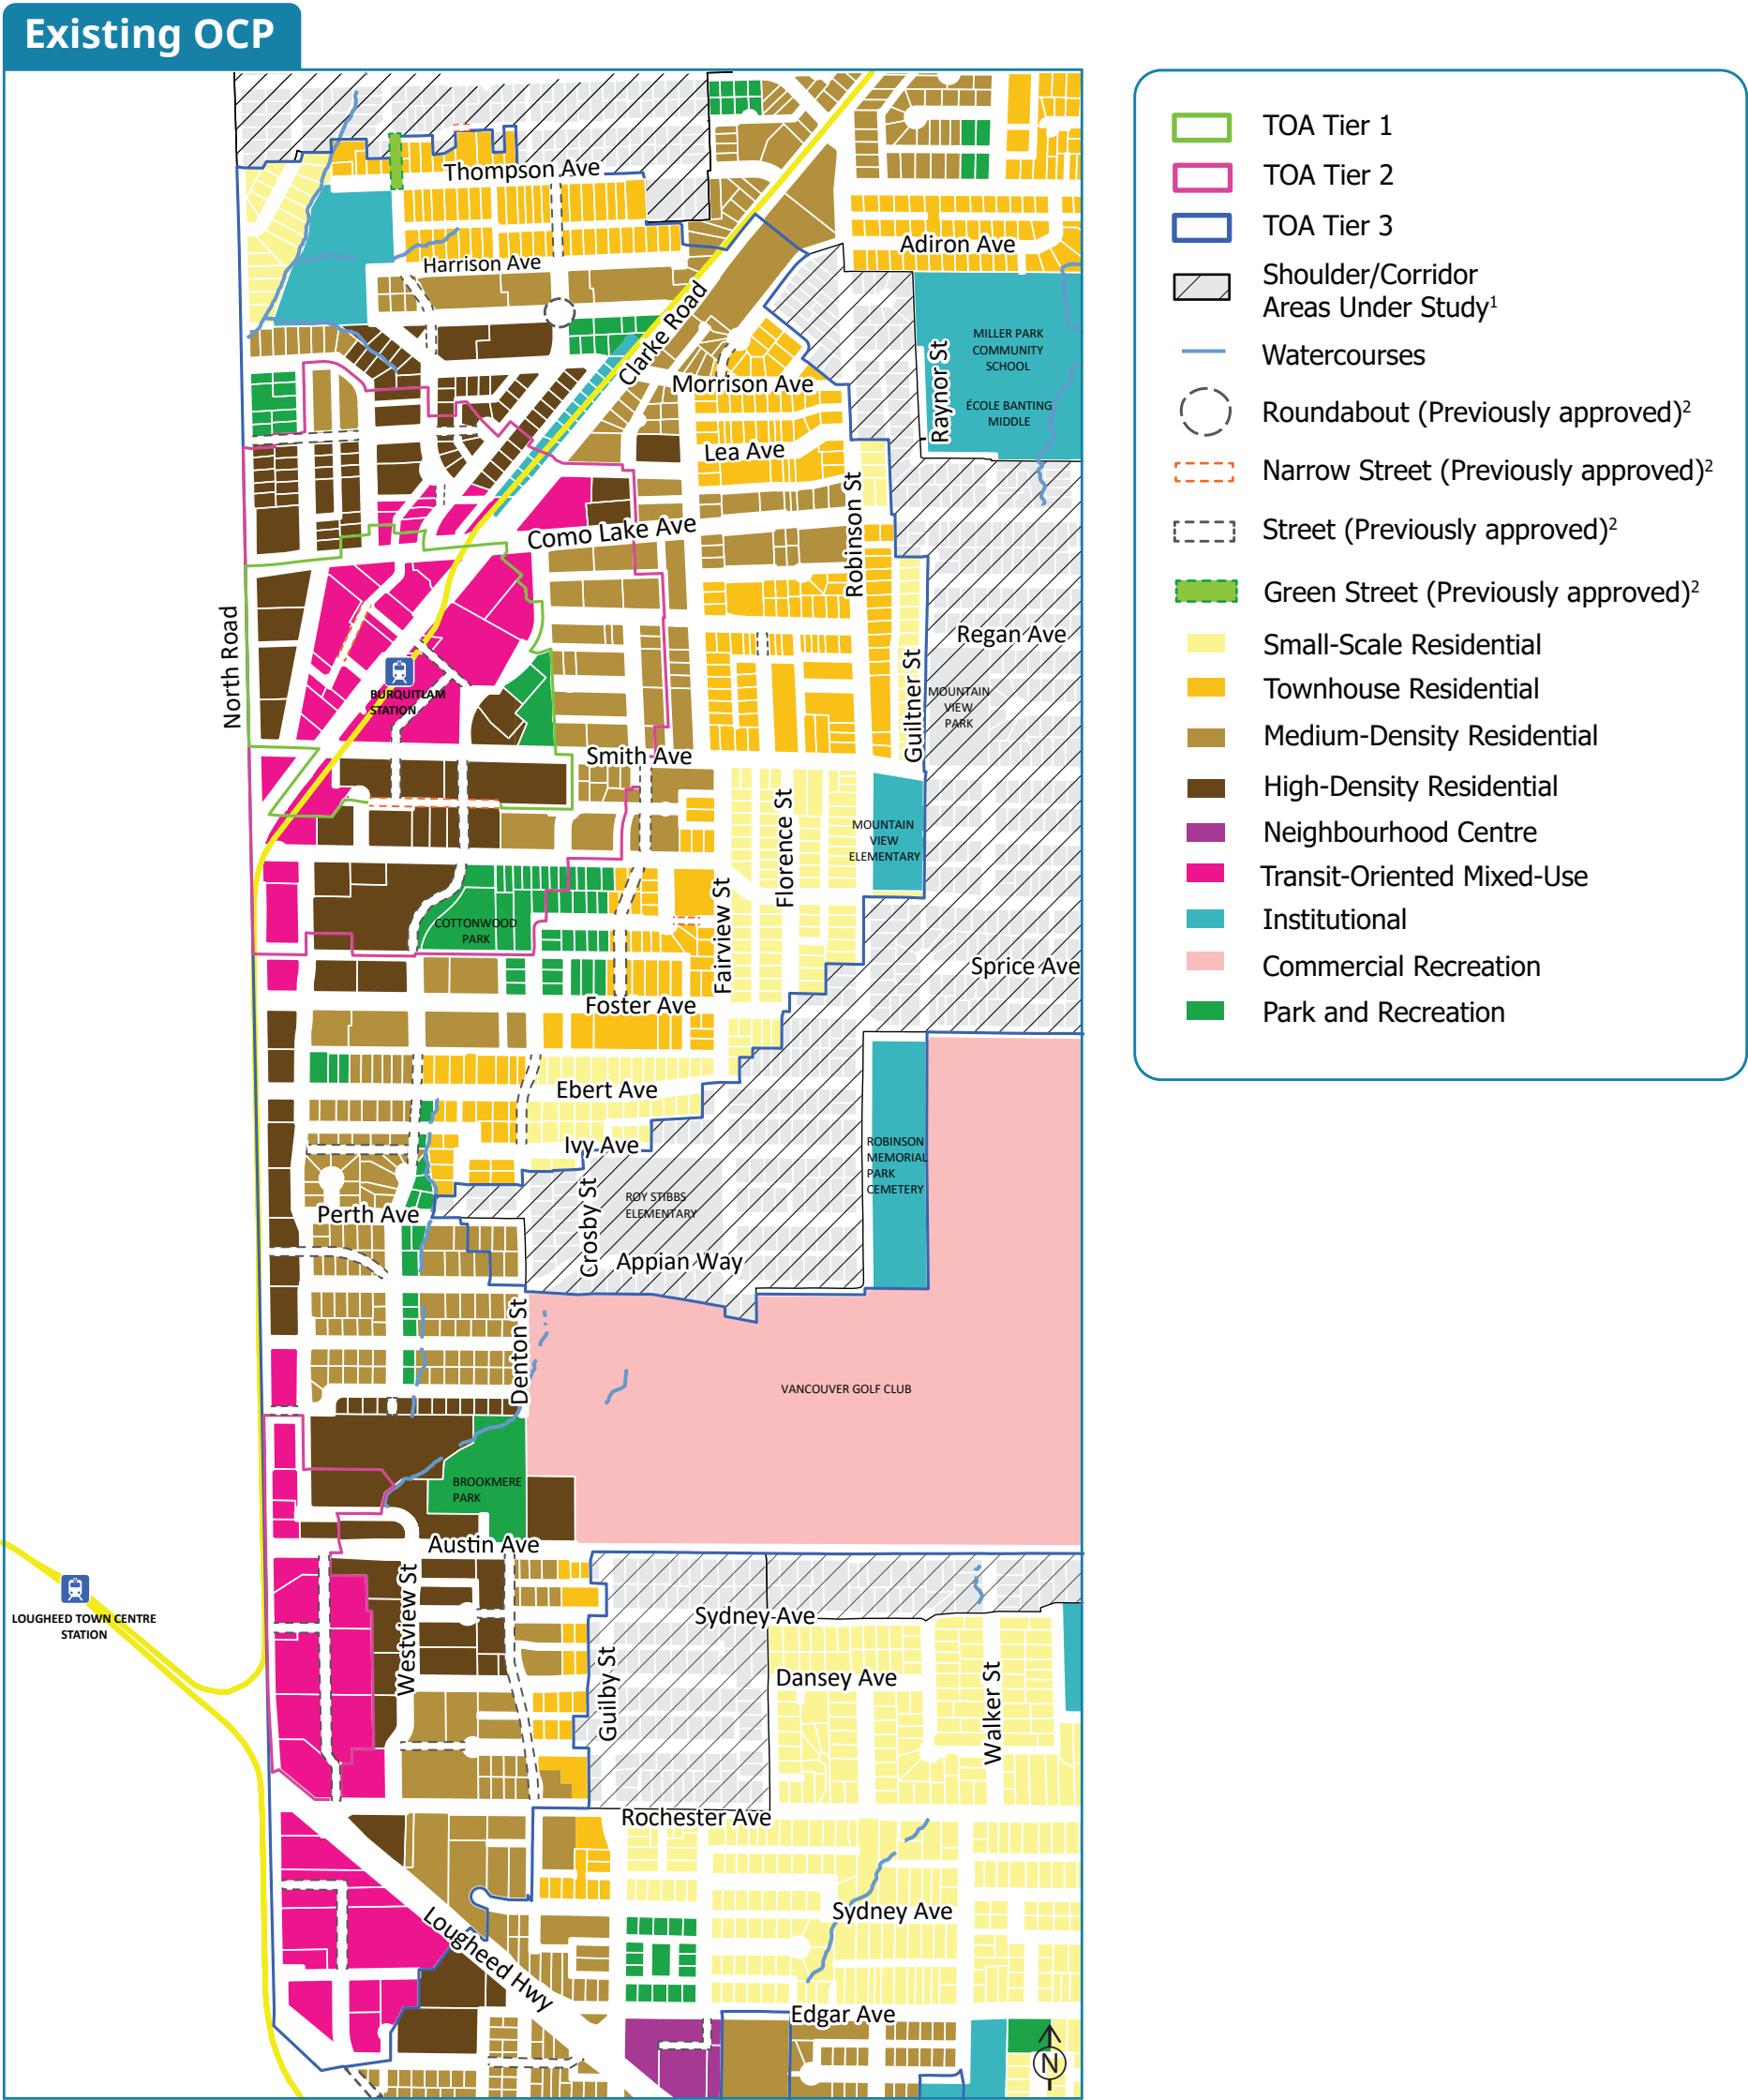 Existing OCP
Thompson Ave
Harrison Ave
Adiron Ave
Clarke Road
MILLER PARK
COMMUNITY
SCHOOL
ÉCOLE BANTING
MIDDLE
Raynor St
Morrison Ave
Lea Ave
Robinson St
Como Lake Ave
North Road
Regan Ave
BURQUITLAM
STATION
Guiltner St
MOUNTAIN
VIEW
PARK
Smith Ave
Florence St
MOUNTAIN
VIEW
ELEMENTARY
Fairview St
COTTONWOOD
PARK
Sprice Ave
Foster Ave
Ebert Ave
Ivy Ave
ROBINSON
MEMORIAL
PARK
CEMETERY
Crosby St
ROY STIBBS
ELEMENTARY
Perth Ave
Appian Way
Denton St
VANCOUVER GOLF CLUB
BROOKMERE
PARK
Austin Ave
LOUGHEED TOWN CENTRE
STATION
Westview St
Sydney Ave
Guilby St
Dansey Ave
Walker St
Rochester Ave
Sydney Ave
Lougheed Hwy
Edgar Ave
N
TOA Tier 1
TOA Tier 2
TOA Tier 3
Shoulder/Corridor
Areas Under Study1
Watercourses
Roundabout (Previously approved)2
Narrow Street (Previously approved)2
Street (Previously approved)2
Green Street (Previously approved)2
Small-Scale Residential
Townhouse Residential
Medium-Density Residential
High-Density Residential
Neighbourhood Centre
Transit-Oriented Mixed-Use
Institutional
Commercial Recreation
Park and Recreation